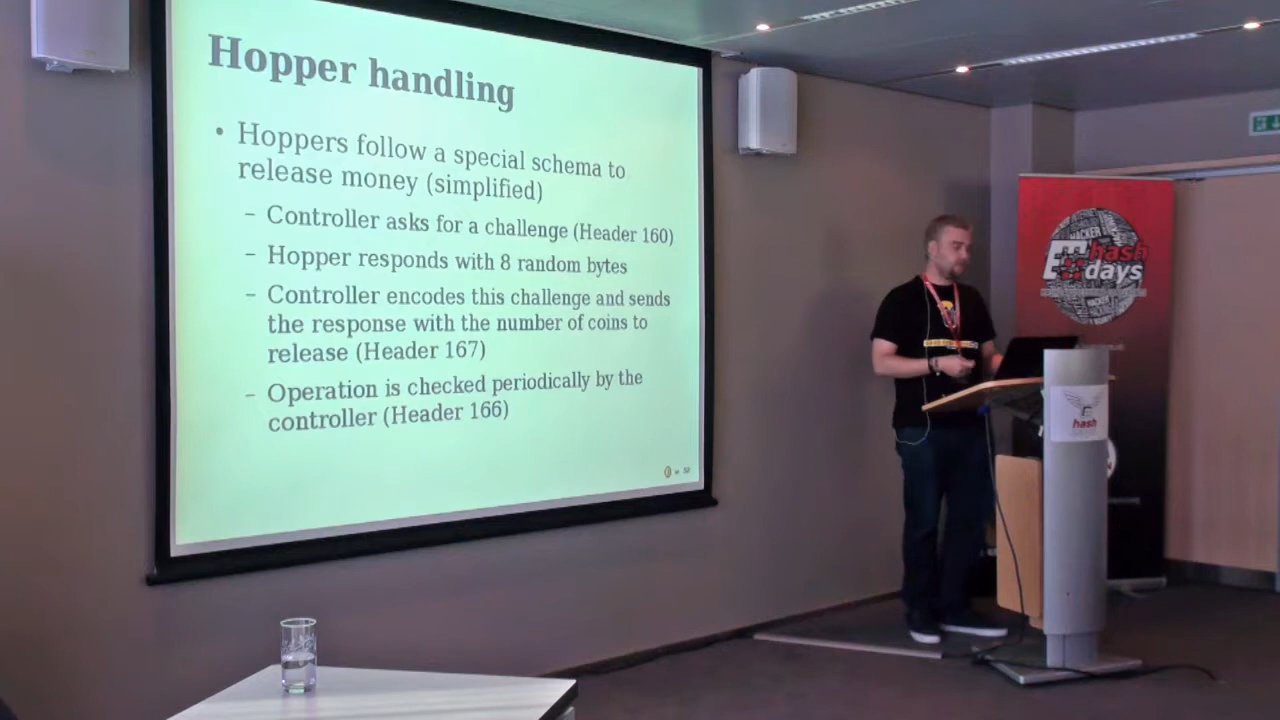 Hopper handling
• Hoppers follow a special schema to
release money (simplified)
– Controller asks for a challenge (Header 160)
– Hopper responds with 8 random bytes
– Controller encodes this challenge and sends
the response with the number of coins to
release (Header 167)
– Operation is checked periodically by the
controller (Header 166)
HACKER
hash
days
hash